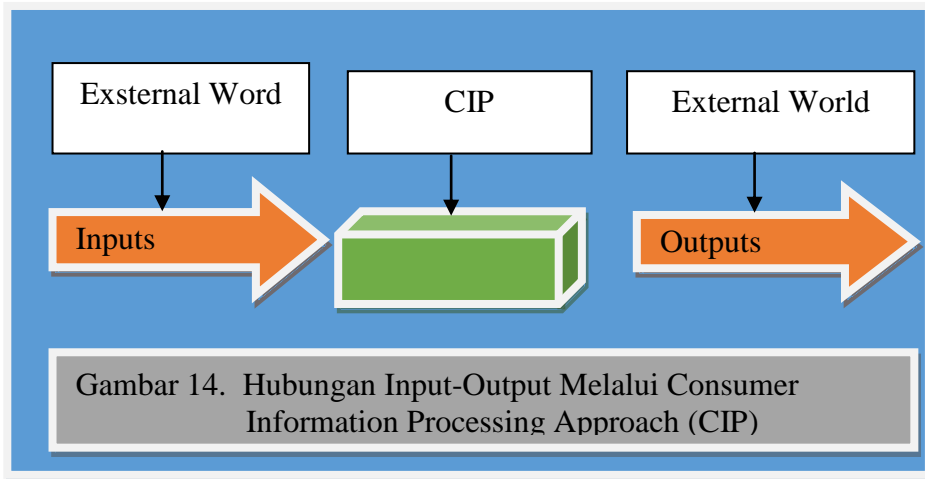 Exsternal Word
CIP
External World
Inputs
Outputs
Gambar 14. Hubungan Input-Output Melalui Consumer
Information Processing Approach (CIP)